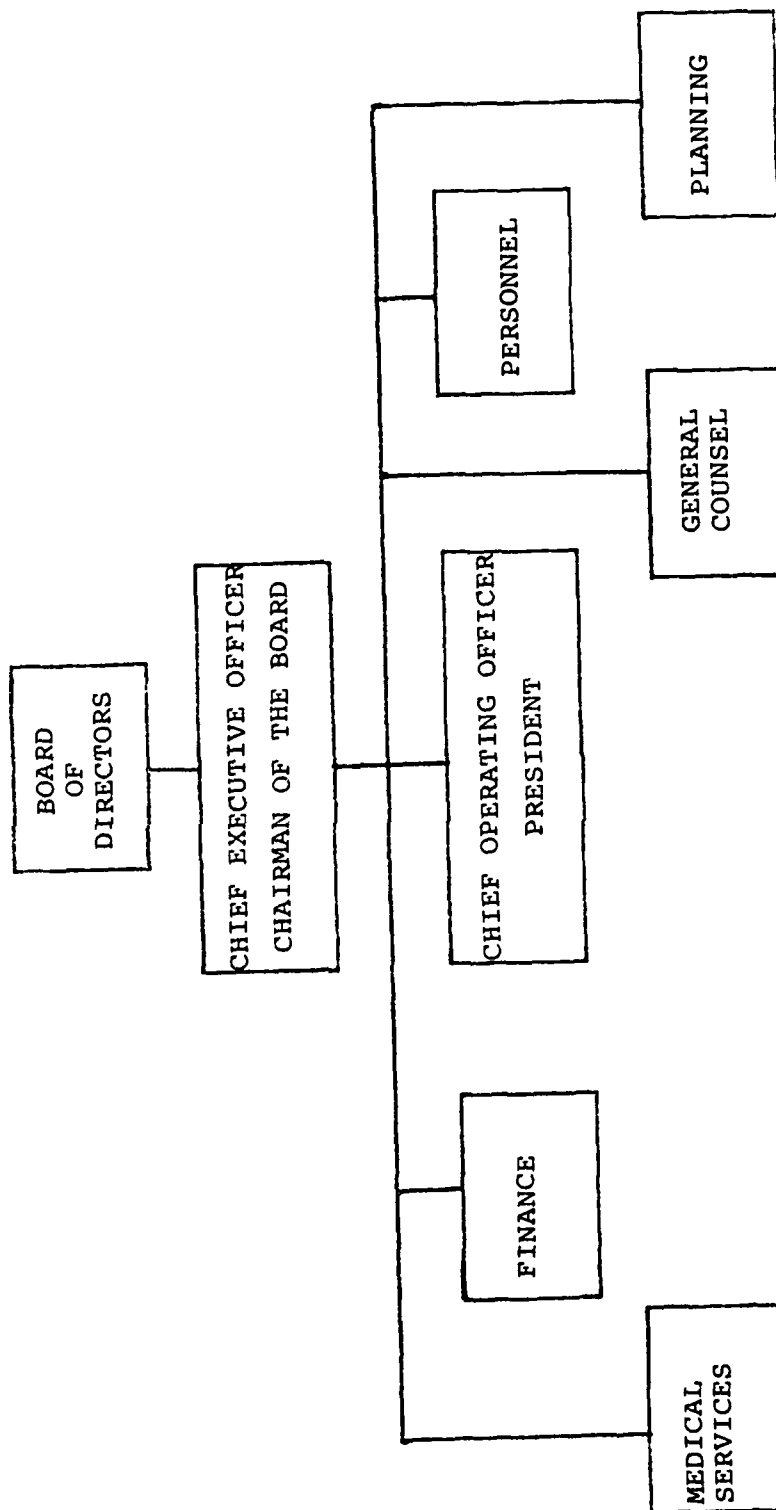 BOARD
OF
DIRECTORS
CHIEF EXECUTIVE OFFICER
CHAIRMAN OF THE BOARD
CHIEF OPERATING OFFICER
PRESIDENT
FINANCE
PERSONNEL
MEDICAL
SERVICES
GENERAL
COUNSEL
PLANNING